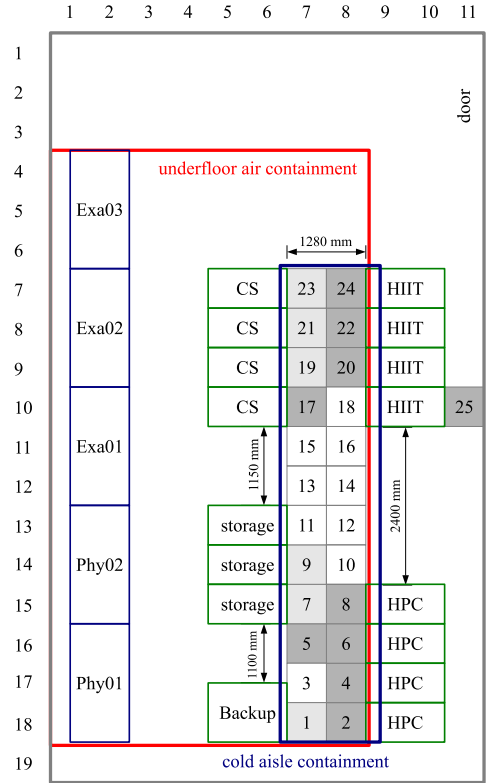 1 2 3 4 5 6 7 8 9 10 11
1
2
door
3
4 underfloor air containment
5 Exa03
6 1280 mm
7 CS 23 24 HIIT
8 Exa02 CS 21 22 HIIT
9 CS 19 20 HIIT
10 CS 17 18 HIIT 25
11 Exa01 1150 mm 15 16
12 13 14
13 storage 11 12 2400 mm
14 Phy02 storage 9 10
15 storage 7 8 HPC
16 5 6 HPC
1100 mm
17 Phy01 3 4 HPC
18 Backup 1 2 HPC
19 cold aisle containment